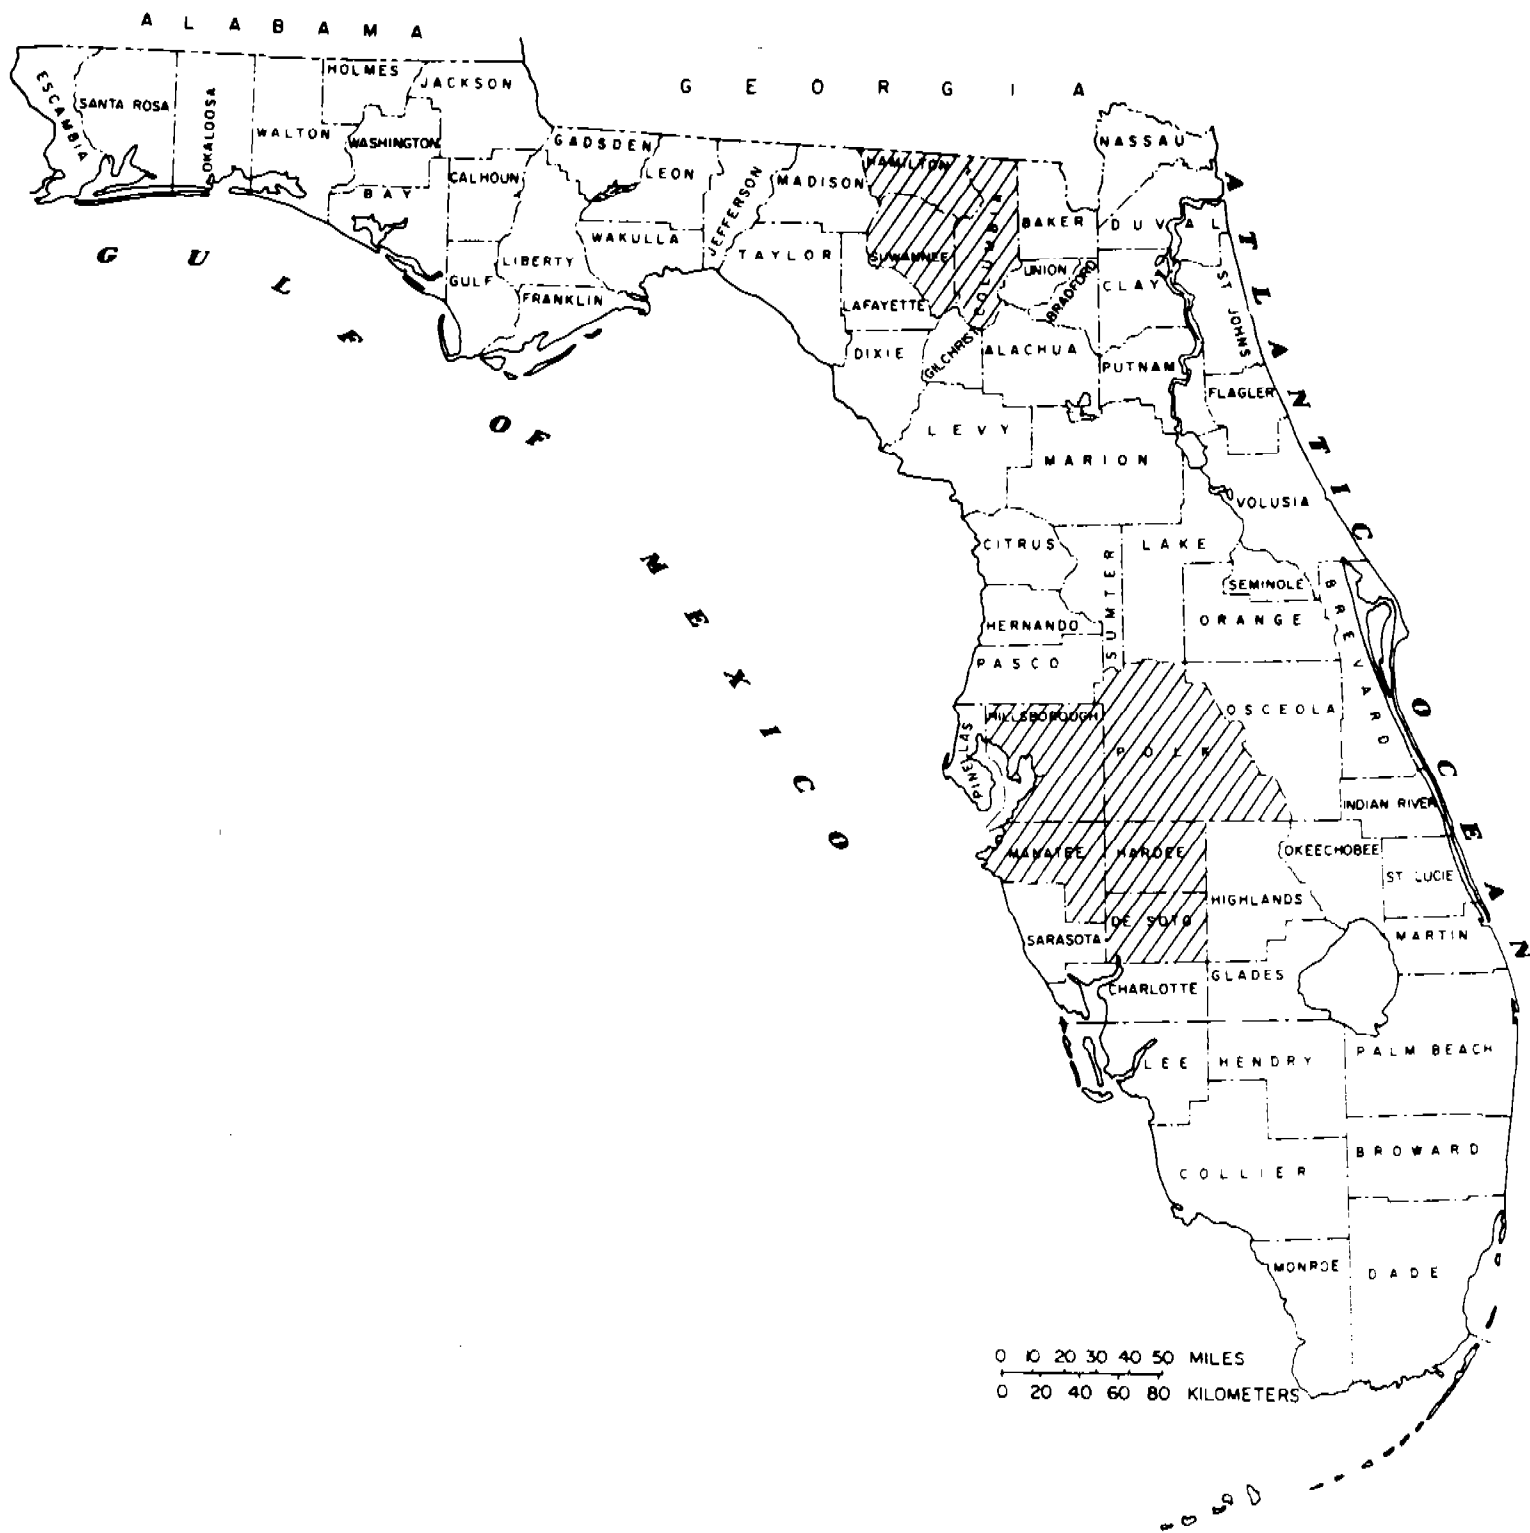 A L A B A M A
G E O R G I A
ESCAMBIA
SANTA ROSA
OKALOOSA
WALTON
HOLMES
JACKSON
WASHINGTON
BAY
CALHOUN
GULF
GADSDEN
LIBERTY
FRANKLIN
LEON
WAKULLA
JEFFERSON
MADISON
TAYLOR
HAMILTON
SUWANNEE
COLUMBIA
LAFAYETTE
DIXIE
GILCHRIST
BAKER
UNION
BRADFORD
NASSAU
DUVAL
CLAY
ST JOHNS
ALACHUA
PUTNAM
FLAGLER
LEVY
MARION
VOLUSIA
CITRUS
SUMTER
LAKE
SEMINOLE
ORANGE
BREVARD
HERNANDO
PASCO
HILLSBOROUGH
PINELLAS
POLK
OSCEOLA
INDIAN RIVER
MANATEE
HARDEE
OKEECHOBEE
ST LUCIE
HIGHLANDS
DE SOTO
SARASOTA
MARTIN
CHARLOTTE
GLADES
LEE
HENDRY
PALM BEACH
COLLIER
BROWARD
MONROE
DADE
GULF OF MEXICO
ATLANTIC OCEAN
0 10 20 30 40 50 MILES
0 20 40 60 80 KILOMETERS